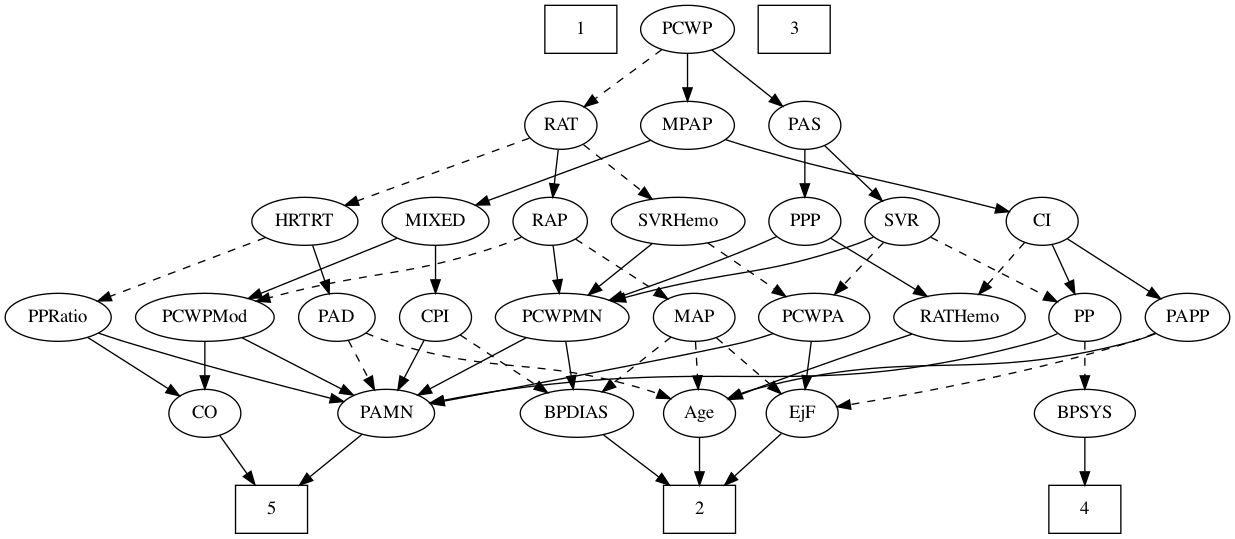 1 PCWP 3
RAT MPAP PAS
HRTRT MIXED RAP SVRHemo PPP SVR CI
PPRatio PCWPMod PAD CPI PCWPMN MAP PCWPA RATHemo PP PAPP
CO PAMN BPDIAS Age EjF BPSYS
5 2 4